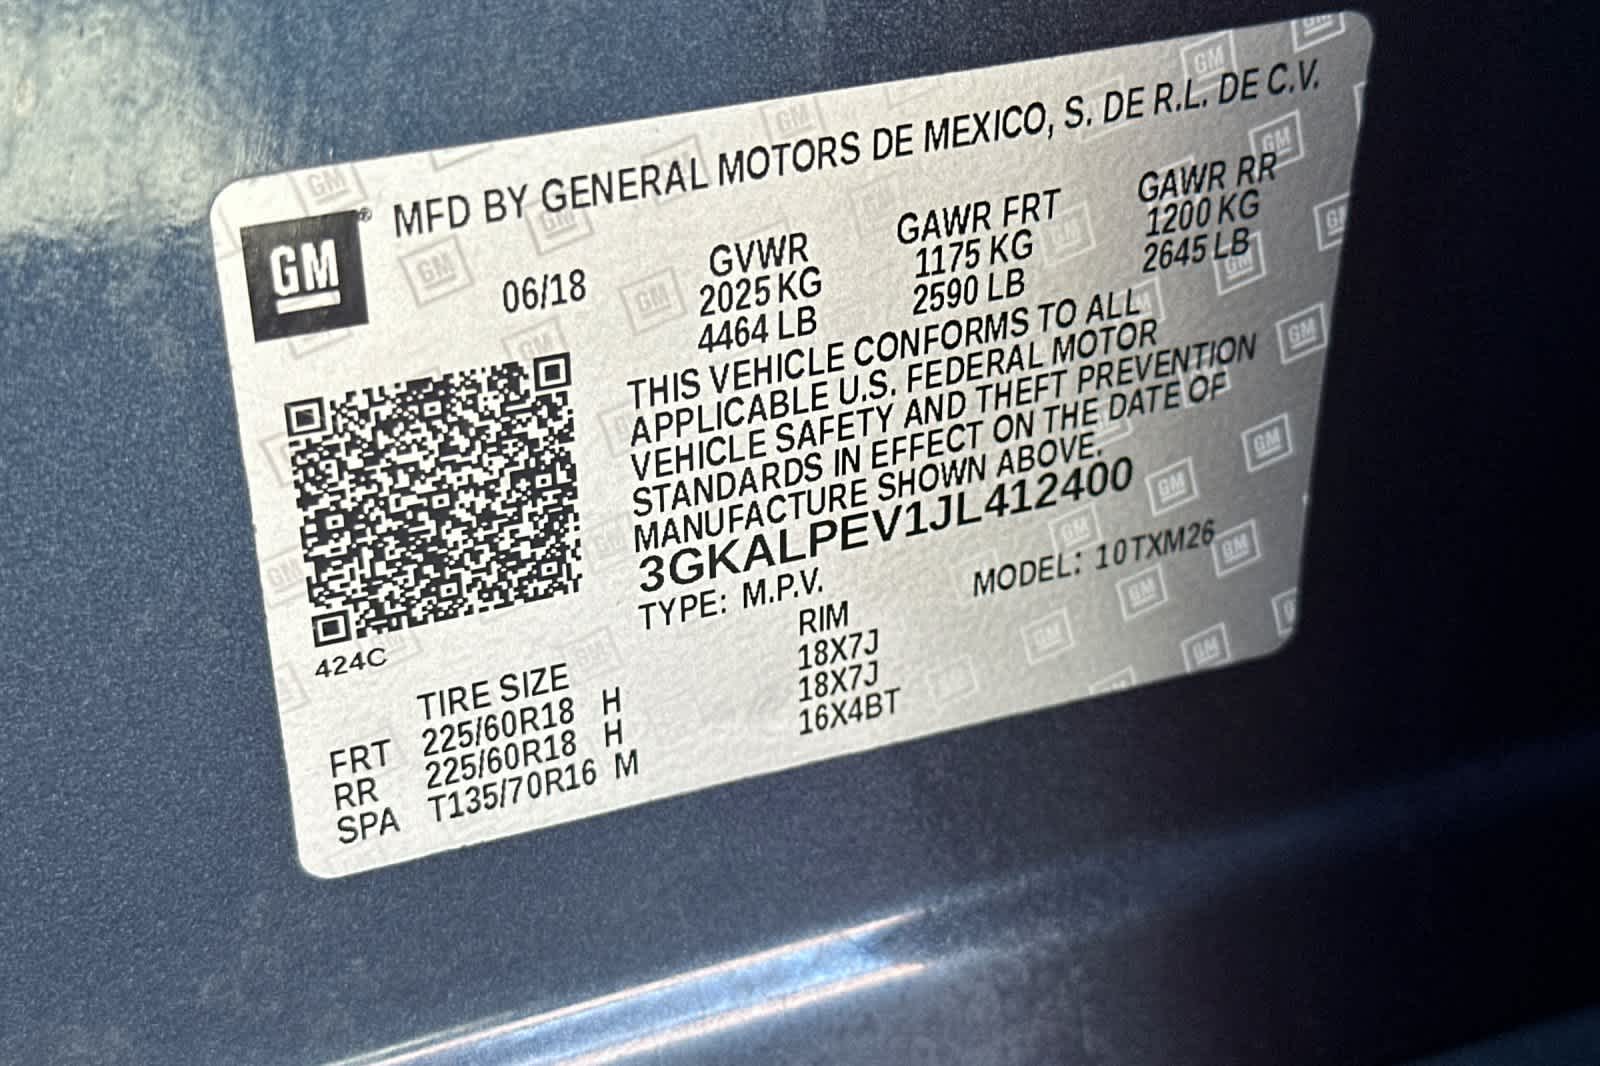 GM ® MFD BY GENERAL MOTORS DE MEXICO, S. DE R.L. DE C.V.
06/18 GVWR GAWR FRT GAWR RR
2025 KG 1175 KG 1200 KG
4464 LB 2590 LB 2645 LB
THIS VEHICLE CONFORMS TO ALL
APPLICABLE U.S. FEDERAL MOTOR
VEHICLE SAFETY AND THEFT PREVENTION
STANDARDS IN EFFECT ON THE DATE OF
MANUFACTURE SHOWN ABOVE.
3GKALPEV1JL412400
TYPE: M.P.V. MODEL: 10TXM26
424C
TIRE SIZE RIM
FRT 225/60R18 H 18X7J
RR 225/60R18 H 18X7J
SPA T135/70R16 M 16X4BT